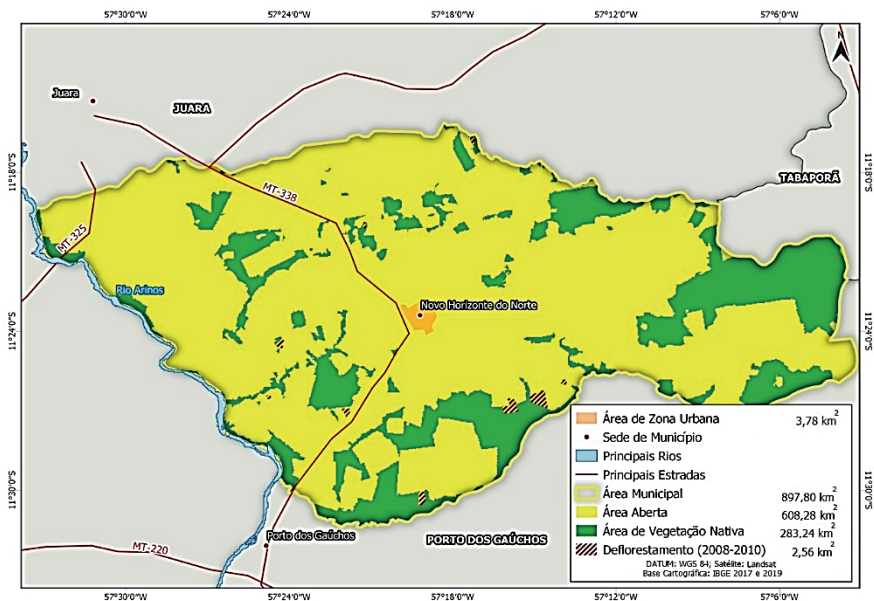 57°30'0"O 57°24'0"O 57°18'0"O 57°12'0"O 57°6'0"O
N
Juara
JUARA
11°18'0"S
11°18'0"S
TABAPORÃ
MT-338
MT-325
Rio Arinos
Novo Horizonte do Norte
11°24'0"S
11°24'0"S
Área de Zona Urbana 3,78 km²
Sede de Município
Principais Rios
Principais Estradas
Área Municipal 897,80 km²
Área Aberta 608,28 km²
Área de Vegetação Nativa 283,24 km²
Deflorestamento (2008-2010) 2,56 km²
DATUM: WGS 84; Satélite: Landsat
Base Cartográfica: IBGE 2017 e 2019
11°30'0"S
11°30'0"S
Porto dos Gaúchos
PORTO DOS GAÚCHOS
MT-220
57°30'0"O 57°24'0"O 57°18'0"O 57°12'0"O 57°6'0"O